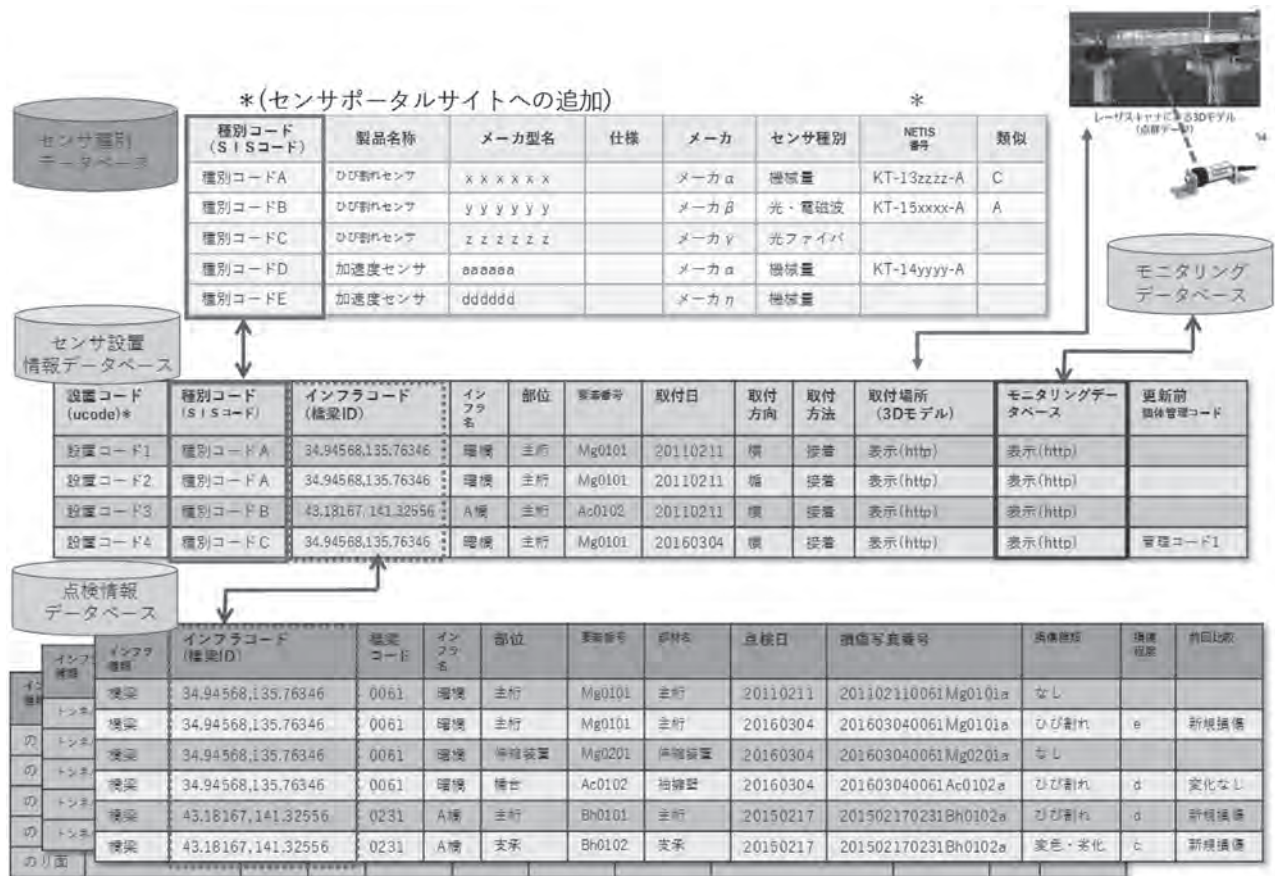 ＊(センサポータルサイトへの追加)
＊
センサ種別
データベース
レーザスキャナによる3Dモデル
(点群データ)
種別コード (SISコード) 製品名称 メーカ型名 仕様 メーカ センサ種別 NETIS 番号 類似
種別コードA ひび割れセンサ xxxxxx メーカα 機械量 KT-13zzzz-A C
種別コードB ひび割れセンサ yyyyyy メーカβ 光・電磁波 KT-15xxxx-A A
種別コードC ひび割れセンサ zzzzzz メーカγ 光ファイバ
種別コードD 加速度センサ aaaaaa メーカα 機械量 KT-14yyyy-A
種別コードE 加速度センサ dddddd メーカη 機械量
モニタリング
データベース
センサ設置
情報データベース
設置コード (ucode)* 種別コード (SISコード) インフラコード (橋梁ID) インフラ名 部位 要素番号 取付日 取付方向 取付方法 取付場所 (3Dモデル) モニタリングデータベース 更新前 個体管理コード
設置コード1 種別コードA 34.94568,135.76346 曙橋 主桁 Mg0101 20110211 横 接着 表示(http) 表示(http)
設置コード2 種別コードA 34.94568,135.76346 曙橋 主桁 Mg0101 20110211 接着 表示(http) 表示(http)
設置コード3 種別コードB 43.18167,141.32556 A橋 主桁 Ac0102 20110211 横 接着 表示(http) 表示(http)
設置コード4 種別コードC 34.94568,135.76346 曙橋 主桁 Mg0101 20160304 横 接着 表示(http) 表示(http) 管理コード1
点検情報
データベース
インフラ種類 インフラコード (橋梁ID) 橋梁コード インフラ名 部位 要素番号 部材名 点検日 損傷写真番号 損傷種類 損傷程度 前回比較
橋梁 34.94568,135.76346 0061 曙橋 主桁 Mg0101 主桁 20110211 201102110061Mg0101a なし
橋梁 34.94568,135.76346 0061 曙橋 主桁 Mg0101 主桁 20160304 201603040061Mg0101a ひび割れ e 新規損傷
橋梁 34.94568,135.76346 0061 曙橋 伸縮装置 Mg0201 伸縮装置 20160304 201603040061Mg0201a なし
橋梁 34.94568,135.76346 0061 曙橋 橋台 Ac0102 20160304 201603040061Ac0102a ひび割れ d 変化なし
橋梁 43.18167,141.32556 0231 A橋 主桁 Bh0101 主桁 20150217 201502170231Bh0102a ひび割れ d 新規損傷
橋梁 43.18167,141.32556 0231 A橋 支承 Bh0102 支承 20150217 201502170231Bh0102a 変色・劣化 c 新規損傷
のり面